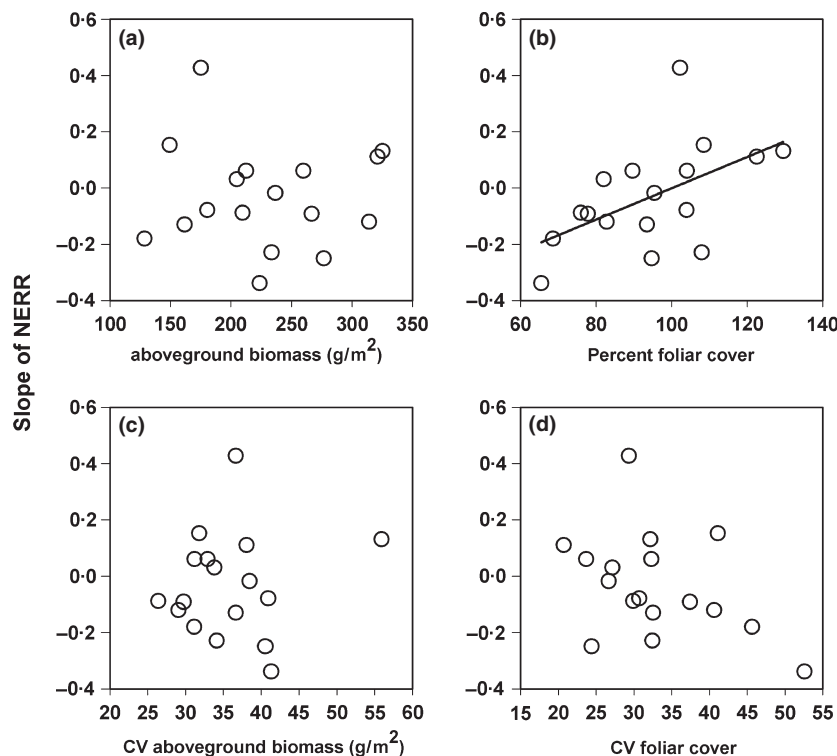 Slope of NERR
(a)
0·6
0·4
0·2
0·0
–0·2
–0·4
100 150 200 250 300 350
aboveground biomass (g/m2)
(b)
0·6
0·4
0·2
0·0
–0·2
–0·4
60 80 100 120 140
Percent foliar cover
(c)
0·6
0·4
0·2
0·0
–0·2
–0·4
20 25 30 35 40 45 50 55 60
CV aboveground biomass (g/m2)
(d)
0·6
0·4
0·2
0·0
–0·2
–0·4
15 20 25 30 35 40 45 50 55
CV foliar cover